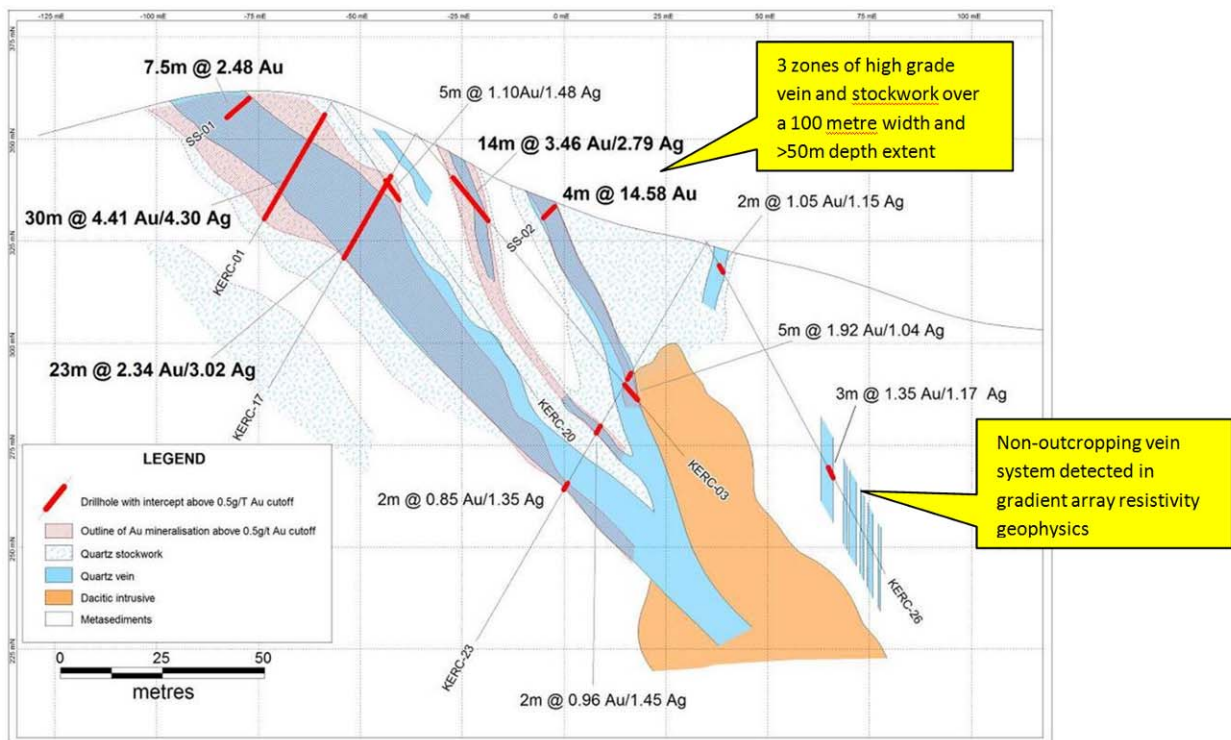 -125 mE
-100 mE
-75 mE
-50 mE
-25 mE
0 mE
25 mE
50 mE
75 mE
100 mE
375 mN
350 mN
325 mN
300 mN
275 mN
250 mN
225 mN
7.5m @ 2.48 Au
5m @ 1.10Au/1.48 Ag
14m @ 3.46 Au/2.79 Ag
4m @ 14.58 Au
3 zones of high grade
vein and stockwork over
a 100 metre width and
>50m depth extent
2m @ 1.05 Au/1.15 Ag
SS-01
SS-02
30m @ 4.41 Au/4.30 Ag
KERC-01
23m @ 2.34 Au/3.02 Ag
KERC-17
5m @ 1.92 Au/1.04 Ag
3m @ 1.35 Au/1.17 Ag
KERC-20
KERC-03
Non-outcropping vein
system detected in
gradient array resistivity
geophysics
2m @ 0.85 Au/1.35 Ag
KERC-26
KERC-23
2m @ 0.96 Au/1.45Ag
LEGEND
Drillhole with intercept above 0.5g/T Au cutoff
Outline of Au mineralisation above 0.5g/t Au cutoff
Quartz stockwork
Quartz vein
Dacitic intrusive
Metasediments
0 25 50
metres